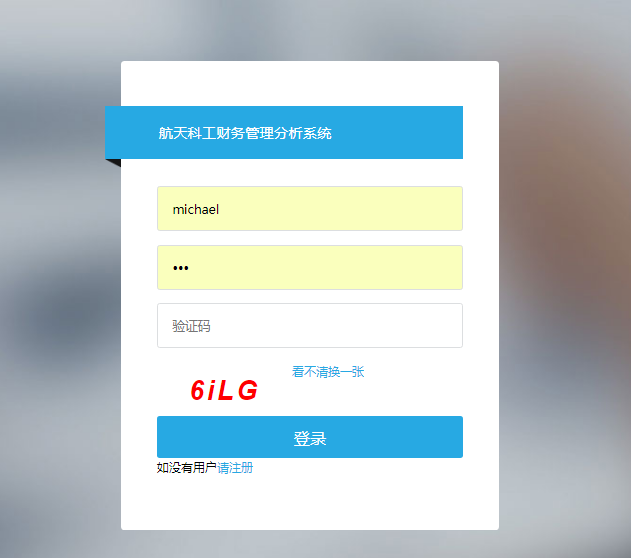 航天科工财务管理分析系统
michael
•••
验证码
看不清换一张
6iLG
登录
如没有用户请注册